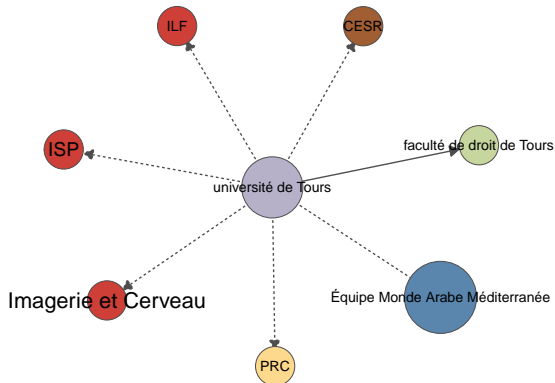 ILF
CESR
ISP
faculté de droit de Tours
université de Tours
Imagerie et Cerveau
Équipe Monde Arabe Méditerranée
PRC